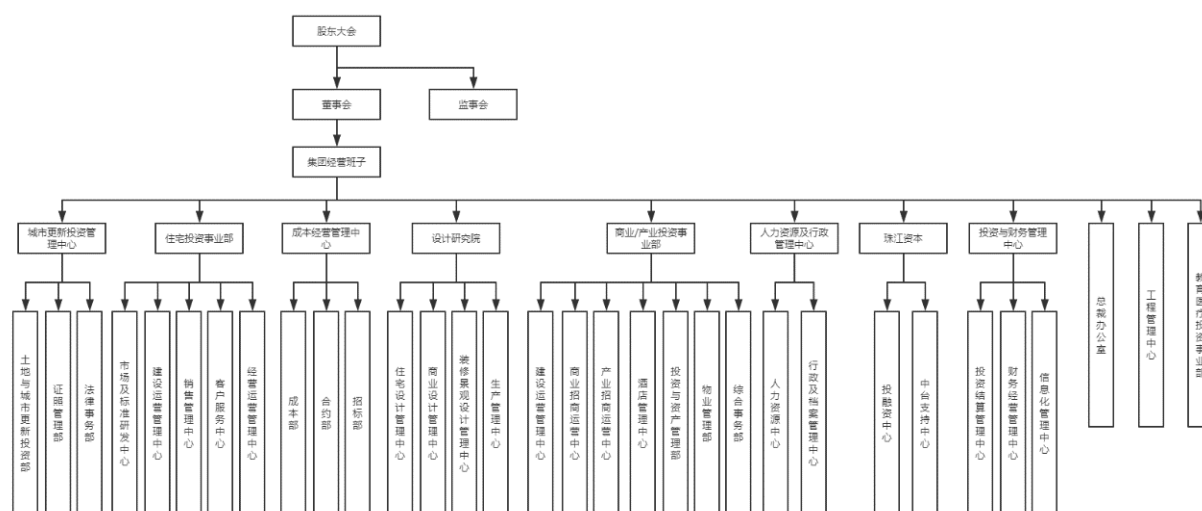 股东大会
董事会
监事会
集团经营班子
城市更新投资管
理中心
住宅投资事业部
成本经营管理中
心
设计研究院
商业/产业投资事
业部
人力资源及行政
管理中心
珠江资本
投资与财务管理
中心
总裁办公室
工程管理中心
教育医疗投资事业部
土地与城市更新投资部
证照管理部
法律事务部
市场及标准研发中心
建设运营管理中心
销售管理中心
客户服务中心
经营运营管理中心
成本部
合约部
招标部
住宅设计管理中心
商业设计管理中心
装修景观设计管理中心
生产管理中心
建设运营管理中心
商业招商运营中心
产业招商运营中心
酒店管理中心
投资与资产管理部
物业管理部
综合事务部
人力资源中心
行政及档案管理中心
投融资中心
中台支持中心
投资结算管理中心
财务经营管理中心
信息化管理中心